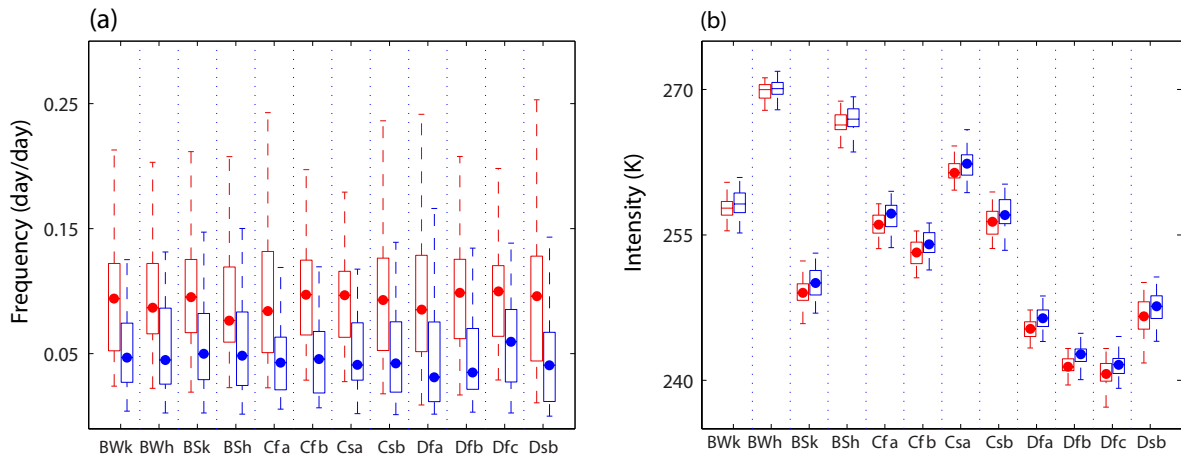 (a)
Frequency (day/day)
0.25
0.15
0.05
BWk BWh BSk BSh Cfa Cfb Csa Csb Dfa Dfb Dfc Dsb
(b)
Intensity (K)
270
255
240
BWk BWh BSk BSh Cfa Cfb Csa Csb Dfa Dfb Dfc Dsb